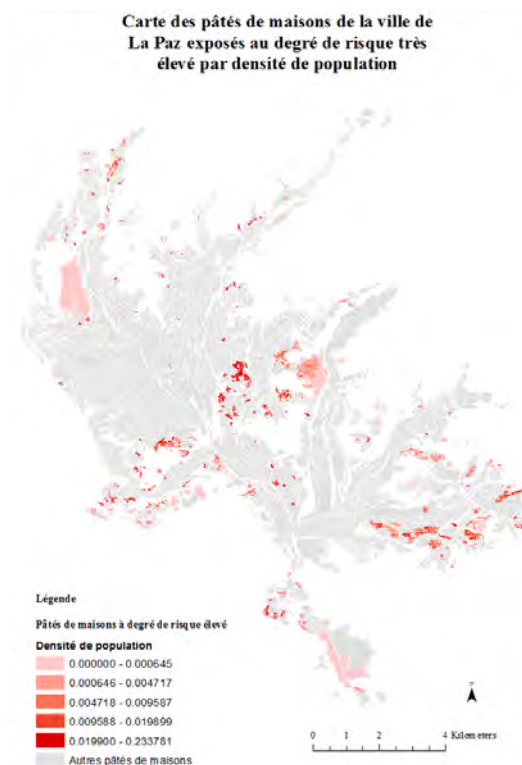 Carte des pâtés de maisons de la ville de
La Paz exposés au degré de risque très
élevé par densité de population
Légende
Pâtés de maisons à degré de risque élevé
Densité de population
0.000000 - 0.000645
0.000646 - 0.004717
0.004718 - 0.009587
0.009588 - 0.019899
0.019900 - 0.233781
Autres pâtés de maisons
0 1 2 4 Kilometers